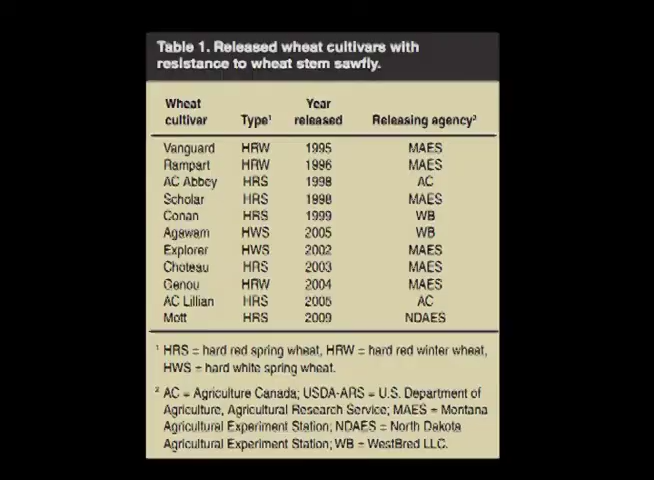 Table 1. Released wheat cultivars with
resistance to wheat stem sawfly.
Wheat Year
cultivar Type¹ released Releasing agency²
Vanguard HRW 1995 MAES
Rampart HRW 1996 MAES
AC Abbey HRS 1998 AC
Scholar HRS 1998 MAES
Conan HRS 1999 WB
Agawam HWS 2005 WB
Explorer HWS 2002 MAES
Choteau HRS 2003 MAES
Genou HRW 2004 MAES
AC Lillian HRS 2005 AC
Mott HRS 2009 NDAES
¹ HRS = hard red spring wheat, HRW = hard red winter wheat,
HWS = hard white spring wheat.
² AC = Agriculture Canada; USDA-ARS = U.S. Department of
Agriculture, Agricultural Research Service; MAES = Montana
Agricultural Experiment Station; NDAES = North Dakota
Agricultural Experiment Station; WB = WestBred LLC.